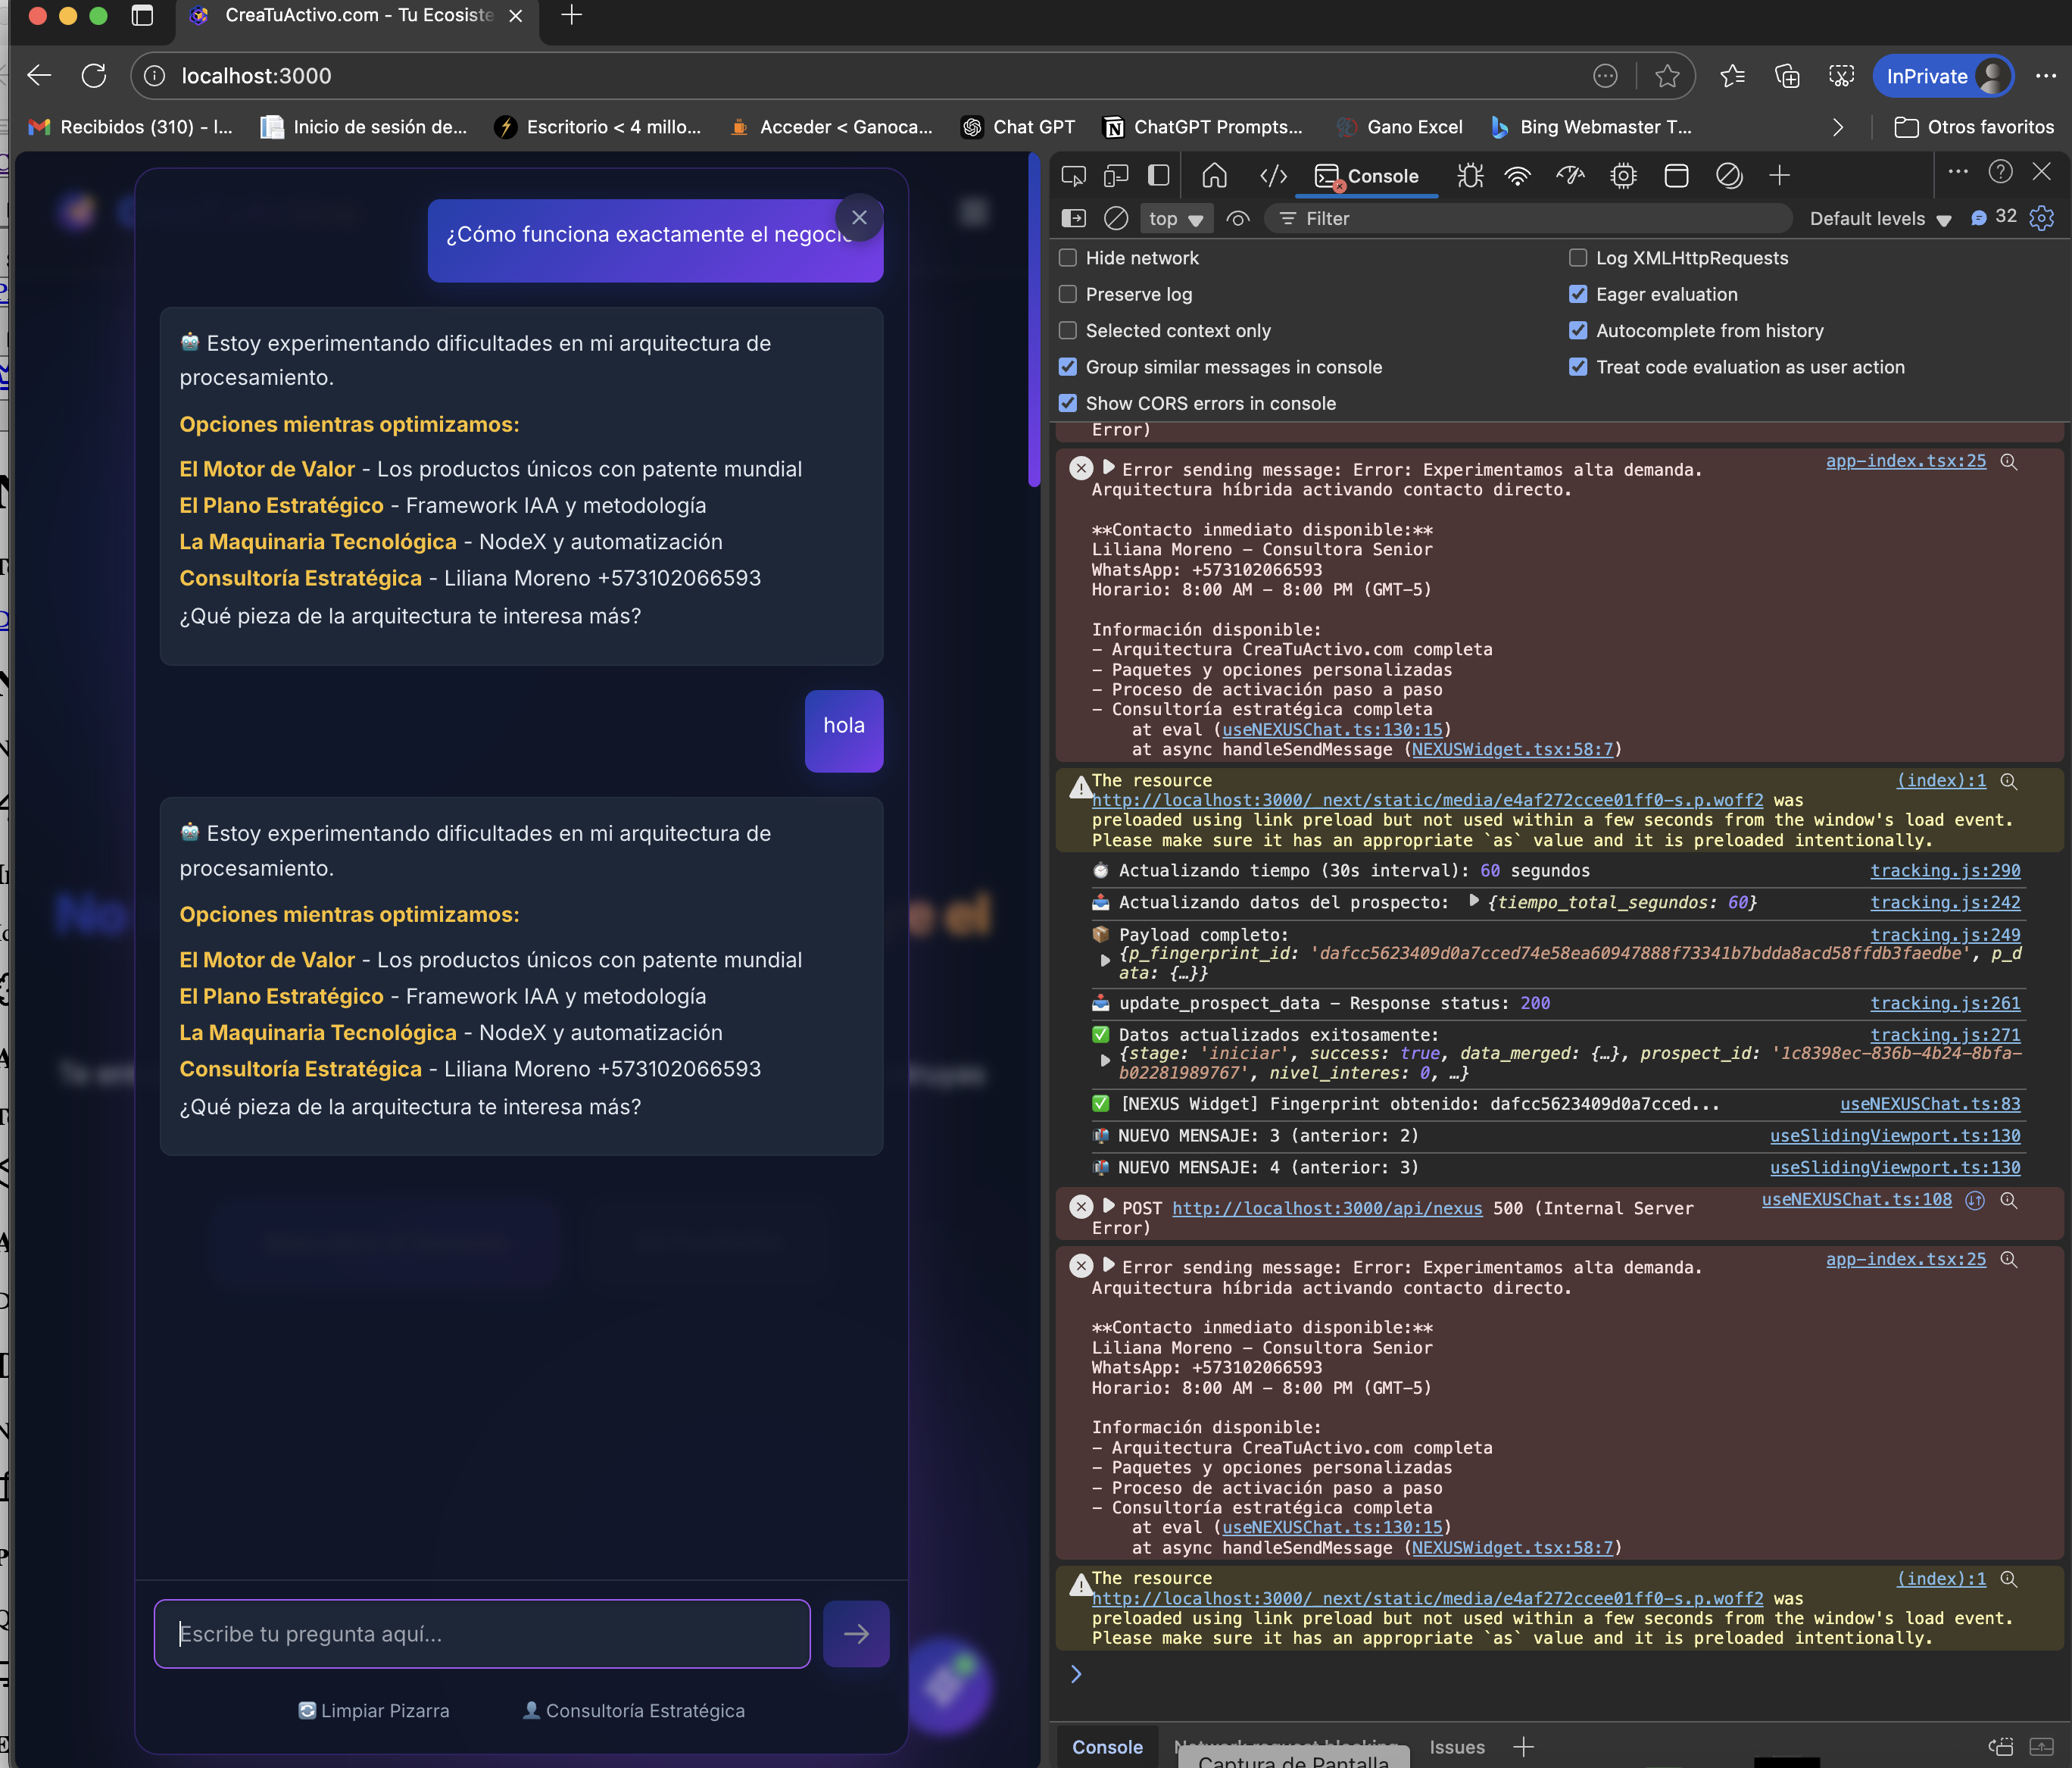 CreaTuActivo.com - Tu Ecosiste
localhost:3000
InPrivate
Recibidos (310) - l...
Inicio de sesión de...
Escritorio < 4 millo...
Acceder < Ganoca...
Chat GPT
ChatGPT Prompts...
Gano Excel
Bing Webmaster T...
Otros favoritos
¿Cómo funciona exactamente el negocio
🤖 Estoy experimentando dificultades en mi arquitectura de
procesamiento.
Opciones mientras optimizamos:
El Motor de Valor - Los productos únicos con patente mundial
El Plano Estratégico - Framework IAA y metodología
La Maquinaria Tecnológica - NodeX y automatización
Consultoría Estratégica - Liliana Moreno +573102066593
¿Qué pieza de la arquitectura te interesa más?
hola
🤖 Estoy experimentando dificultades en mi arquitectura de
procesamiento.
Opciones mientras optimizamos:
El Motor de Valor - Los productos únicos con patente mundial
El Plano Estratégico - Framework IAA y metodología
La Maquinaria Tecnológica - NodeX y automatización
Consultoría Estratégica - Liliana Moreno +573102066593
¿Qué pieza de la arquitectura te interesa más?
No
e el
Escribe tu pregunta aquí...
🔄 Limpiar Pizarra
👤 Consultoría Estratégica
Console
top
Filter
Default levels
32
Hide network
Log XMLHttpRequests
Preserve log
Eager evaluation
Selected context only
Autocomplete from history
Group similar messages in console
Treat code evaluation as user action
Show CORS errors in console
Error)
Error sending message: Error: Experimentamos alta demanda. app-index.tsx:25
Arquitectura híbrida activando contacto directo.
**Contacto inmediato disponible:**
Liliana Moreno – Consultora Senior
WhatsApp: +573102066593
Horario: 8:00 AM – 8:00 PM (GMT-5)
Información disponible:
– Arquitectura CreaTuActivo.com completa
– Paquetes y opciones personalizadas
– Proceso de activación paso a paso
– Consultoría estratégica completa
at eval (useNEXUSChat.ts:130:15)
at async handleSendMessage (NEXUSWidget.tsx:58:7)
The resource (index):1
http://localhost:3000/_next/static/media/e4af272ccee01ff0-s.p.woff2 was
preloaded using link preload but not used within a few seconds from the window's load event.
Please make sure it has an appropriate `as` value and it is preloaded intentionally.
⏱️ Actualizando tiempo (30s interval): 60 segundos tracking.js:290
📤 Actualizando datos del prospecto: {tiempo_total_segundos: 60} tracking.js:242
📦 Payload completo: tracking.js:249
{p_fingerprint_id: 'dafcc5623409d0a7cced74e58ea60947888f73341b7bdda8acd58ffdb3faedbe', p_d
ata: {…}}
📥 update_prospect_data – Response status: 200 tracking.js:261
✅ Datos actualizados exitosamente: tracking.js:271
{stage: 'iniciar', success: true, data_merged: {…}, prospect_id: '1c8398ec-836b-4b24-8bfa-
b02281989767', nivel_interes: 0, …}
✅ [NEXUS Widget] Fingerprint obtenido: dafcc5623409d0a7cced... useNEXUSChat.ts:83
📬 NUEVO MENSAJE: 3 (anterior: 2) useSlidingViewport.ts:130
📬 NUEVO MENSAJE: 4 (anterior: 3) useSlidingViewport.ts:130
POST http://localhost:3000/api/nexus 500 (Internal Server useNEXUSChat.ts:108
Error)
Error sending message: Error: Experimentamos alta demanda. app-index.tsx:25
Arquitectura híbrida activando contacto directo.
**Contacto inmediato disponible:**
Liliana Moreno – Consultora Senior
WhatsApp: +573102066593
Horario: 8:00 AM – 8:00 PM (GMT-5)
Información disponible:
– Arquitectura CreaTuActivo.com completa
– Paquetes y opciones personalizadas
– Proceso de activación paso a paso
– Consultoría estratégica completa
at eval (useNEXUSChat.ts:130:15)
at async handleSendMessage (NEXUSWidget.tsx:58:7)
The resource (index):1
http://localhost:3000/_next/static/media/e4af272ccee01ff0-s.p.woff2 was
preloaded using link preload but not used within a few seconds from the window's load event.
Please make sure it has an appropriate `as` value and it is preloaded intentionally.
Console
Network request blocking
Issues
Captura de Pantalla